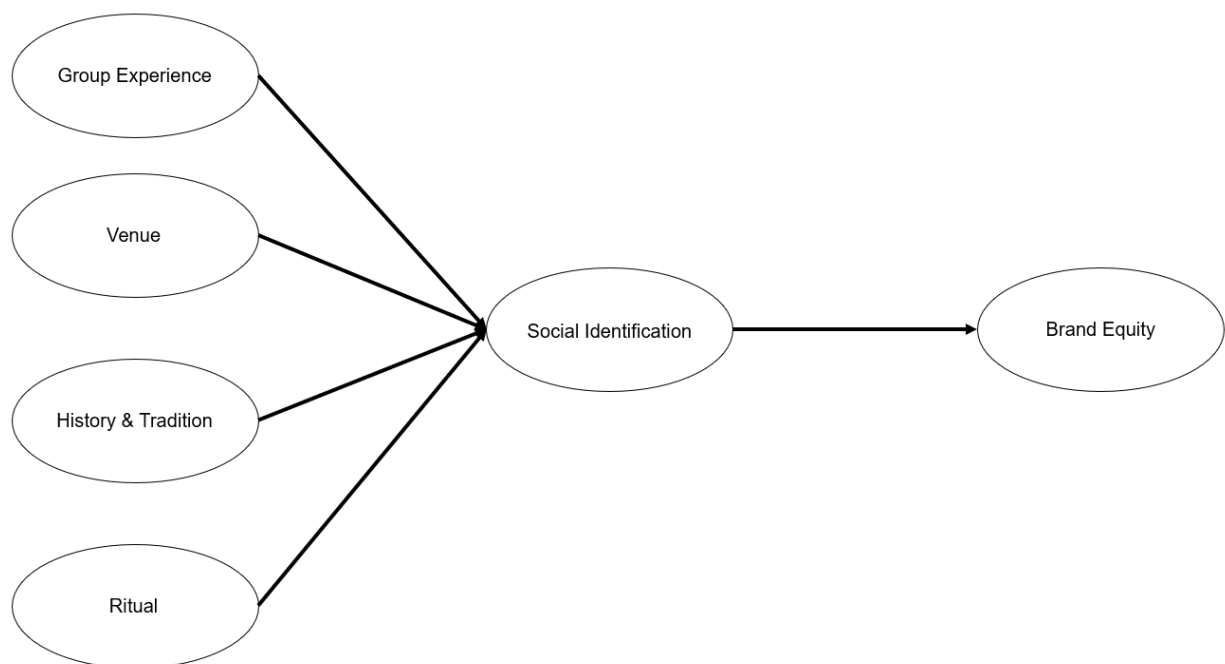 Group Experience
Venue
Social Identification
Brand Equity
History & Tradition
Ritual